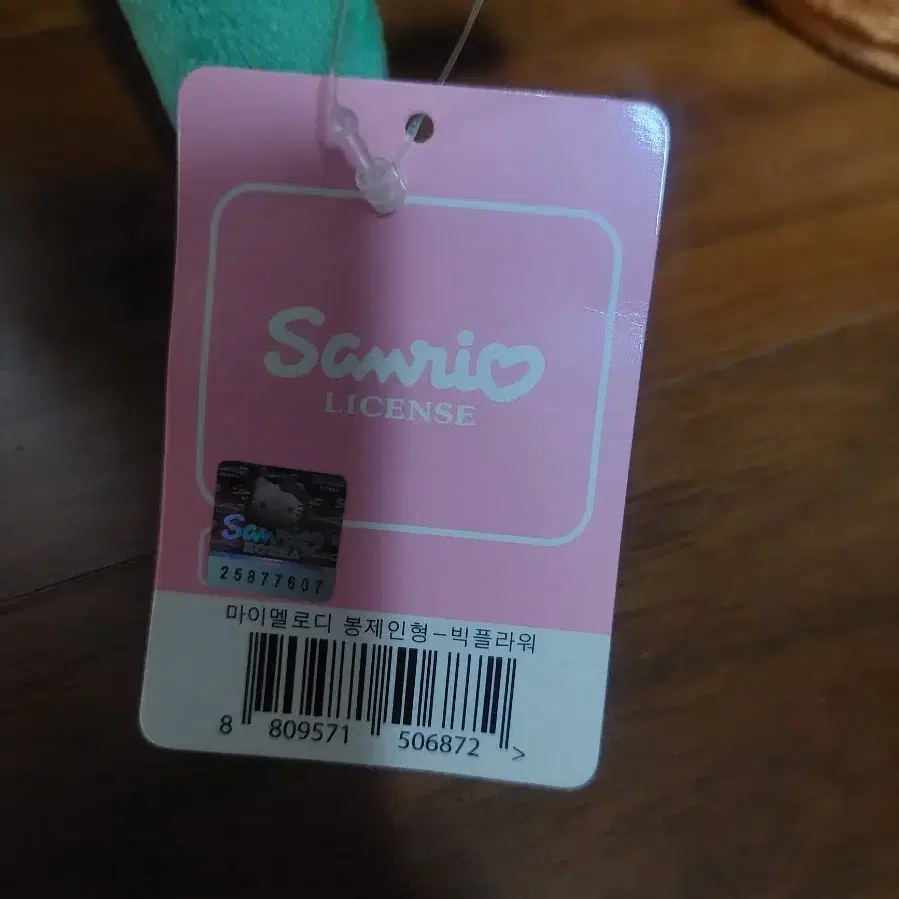 Sanrio
LICENSE
Sanrio
KOREA
25877607
마이멜로디 봉제인형-빅플라워
8 809571 506872 >